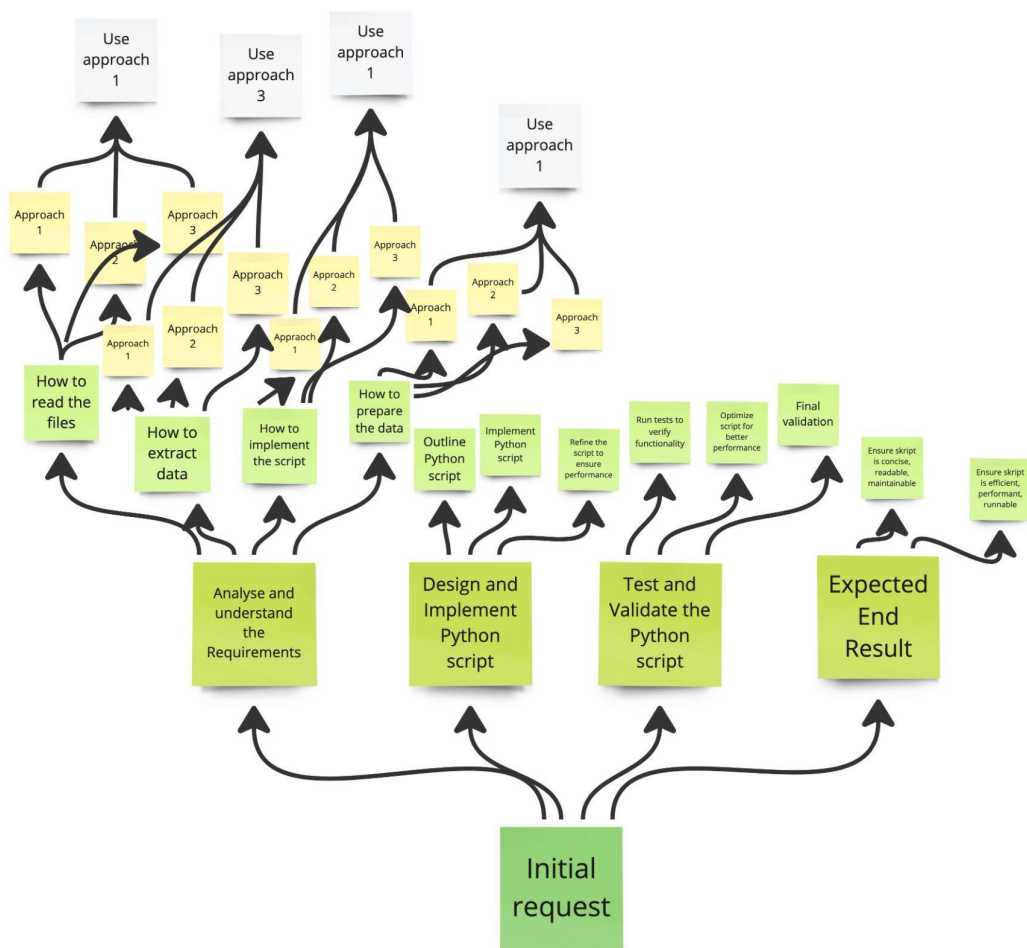 Use
approach
1
Use
approach
3
Use
approach
1
Use
approach
1
Approach
1
Appraoch
2
Approach
3
Approach
1
Approach
2
Approach
3
Appraoch
1
Approach
2
Approach
3
Aproach
1
Approach
2
Approach
3
How to
read the
files
How to
extract
data
How to
implement
the script
How to
prepare
the data
Outline
Python
script
Implement
Python
script
Refine the
script to
ensure
performance
Run tests to
verify
functionality
Optimize
script for
better
performance
Final
validation
Ensure skript
is concise,
readable,
maintainable
Ensure skript
is efficient,
performant,
runnable
Analyse and
understand
the
Requirements
Design and
Implement
Python
script
Test and
Validate the
Python
script
Expected
End
Result
Initial
request